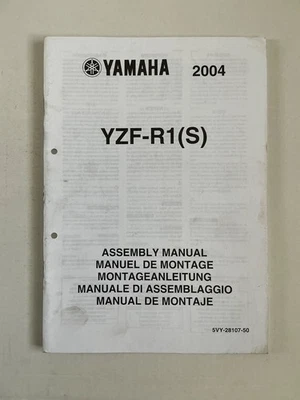 YAMAHA 2004
YZF-R1(S)
ASSEMBLY MANUAL
MANUEL DE MONTAGE
MONTAGEANLEITUNG
MANUALE DI ASSEMBLAGGIO
MANUAL DE MONTAJE
5VY-28107-50